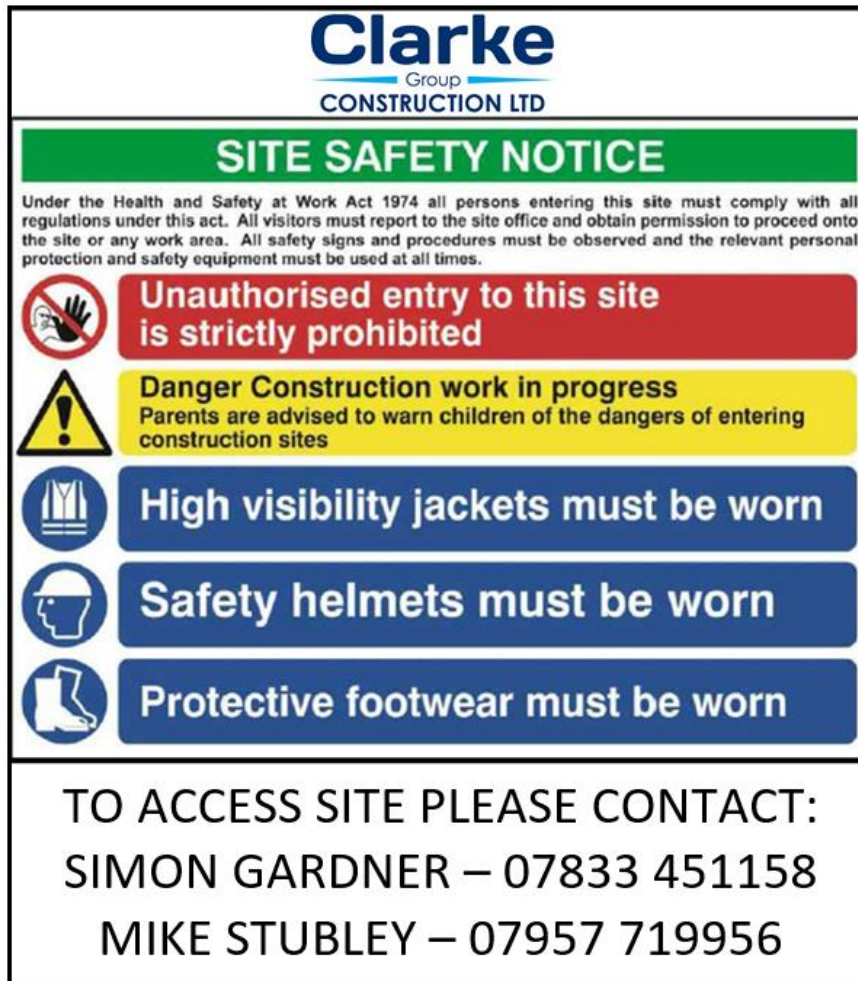 Clarke
Group
CONSTRUCTION LTD
SITE SAFETY NOTICE
Under the Health and Safety at Work Act 1974 all persons entering this site must comply with all
regulations under this act. All visitors must report to the site office and obtain permission to proceed onto
the site or any work area. All safety signs and procedures must be observed and the relevant personal
protection and safety equipment must be used at all times.
Unauthorised entry to this site
is strictly prohibited
Danger Construction work in progress
Parents are advised to warn children of the dangers of entering
construction sites
High visibility jackets must be worn
Safety helmets must be worn
Protective footwear must be worn
TO ACCESS SITE PLEASE CONTACT:
SIMON GARDNER – 07833 451158
MIKE STUBLEY – 07957 719956